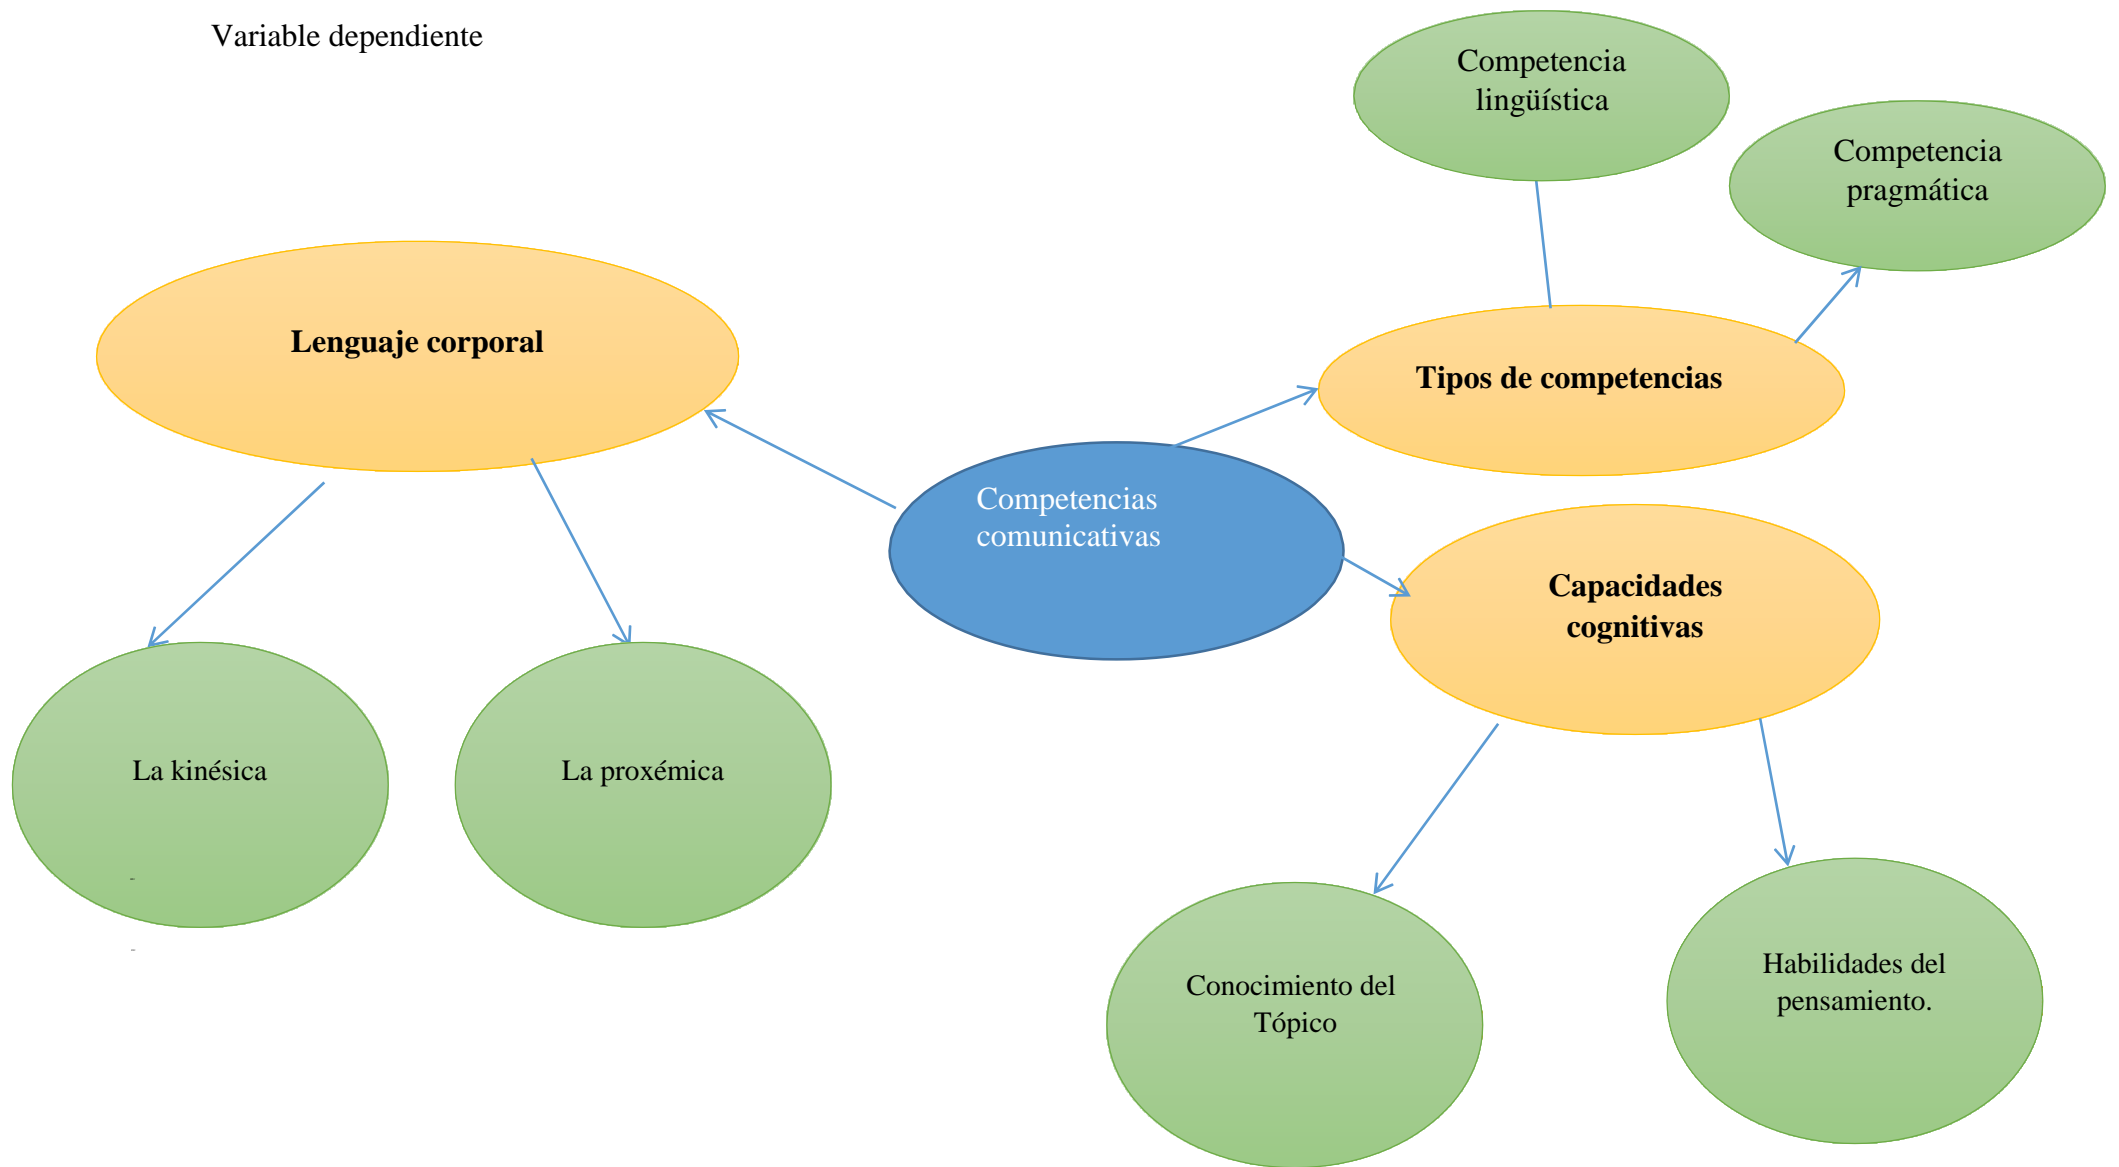 Variable dependiente
Competencia
lingüística
Competencia
pragmática
Lenguaje corporal
Tipos de competencias
Competencias
comunicativas
Capacidades
cognitivas
La kinésica
La proxémica
Conocimiento del
Tópico
Habilidades del
pensamiento.